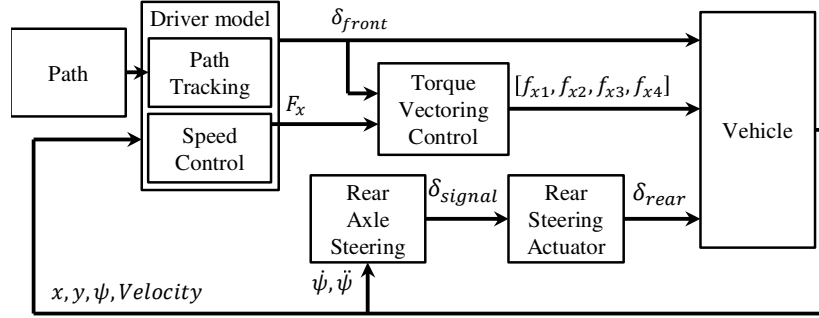 Driver model
Path
Path
Tracking
Speed
Control
δ_front
F_x
Torque
Vectoring
Control
[f_x1, f_x2, f_x3, f_x4]
Vehicle
Rear
Axle
Steering
δ_signal
Rear
Steering
Actuator
δ_rear
x, y, ψ, Velocity
ψ̇, ψ̈